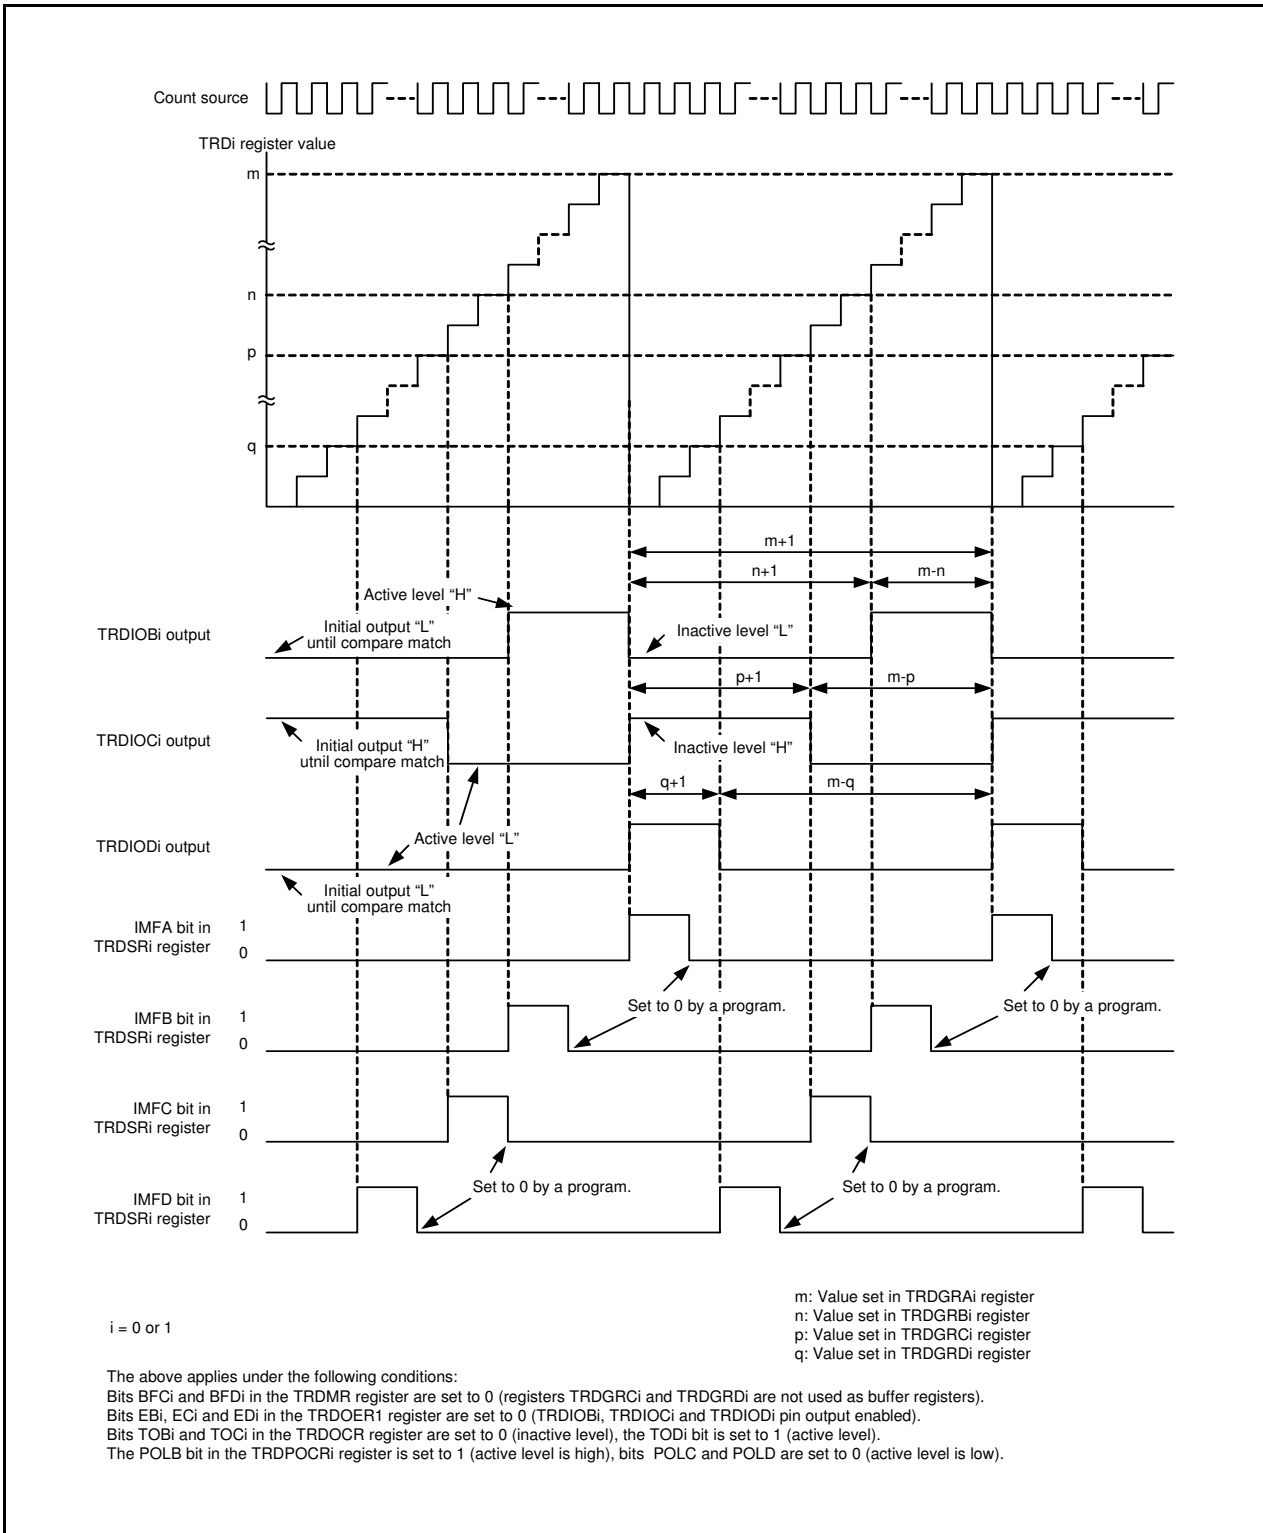 Count source
TRDi register value
m
n
p
q
m+1
n+1
m-n
Active level “H”
TRDIOBi output
Initial output “L”
until compare match
Inactive level “L”
p+1
m-p
TRDIOCi output
Initial output “H”
utnil compare match
Inactive level “H”
q+1
m-q
Active level “L”
TRDIODi output
Initial output “L”
until compare match
IMFA bit in
TRDSRi register
1
0
Set to 0 by a program.
Set to 0 by a program.
IMFB bit in
TRDSRi register
1
0
IMFC bit in
TRDSRi register
1
0
Set to 0 by a program.
Set to 0 by a program.
IMFD bit in
TRDSRi register
1
0
m: Value set in TRDGRAi register
n: Value set in TRDGRBi register
p: Value set in TRDGRCi register
q: Value set in TRDGRDi register
i = 0 or 1
The above applies under the following conditions:
Bits BFCi and BFDi in the TRDMR register are set to 0 (registers TRDGRCi and TRDGRDi are not used as buffer registers).
Bits EBi, ECi and EDi in the TRDOER1 register are set to 0 (TRDIOBi, TRDIOCi and TRDIODi pin output enabled).
Bits TOBi and TOCi in the TRDOCR register are set to 0 (inactive level), the TODi bit is set to 1 (active level).
The POLB bit in the TRDPOCRi register is set to 1 (active level is high), bits POLC and POLD are set to 0 (active level is low).